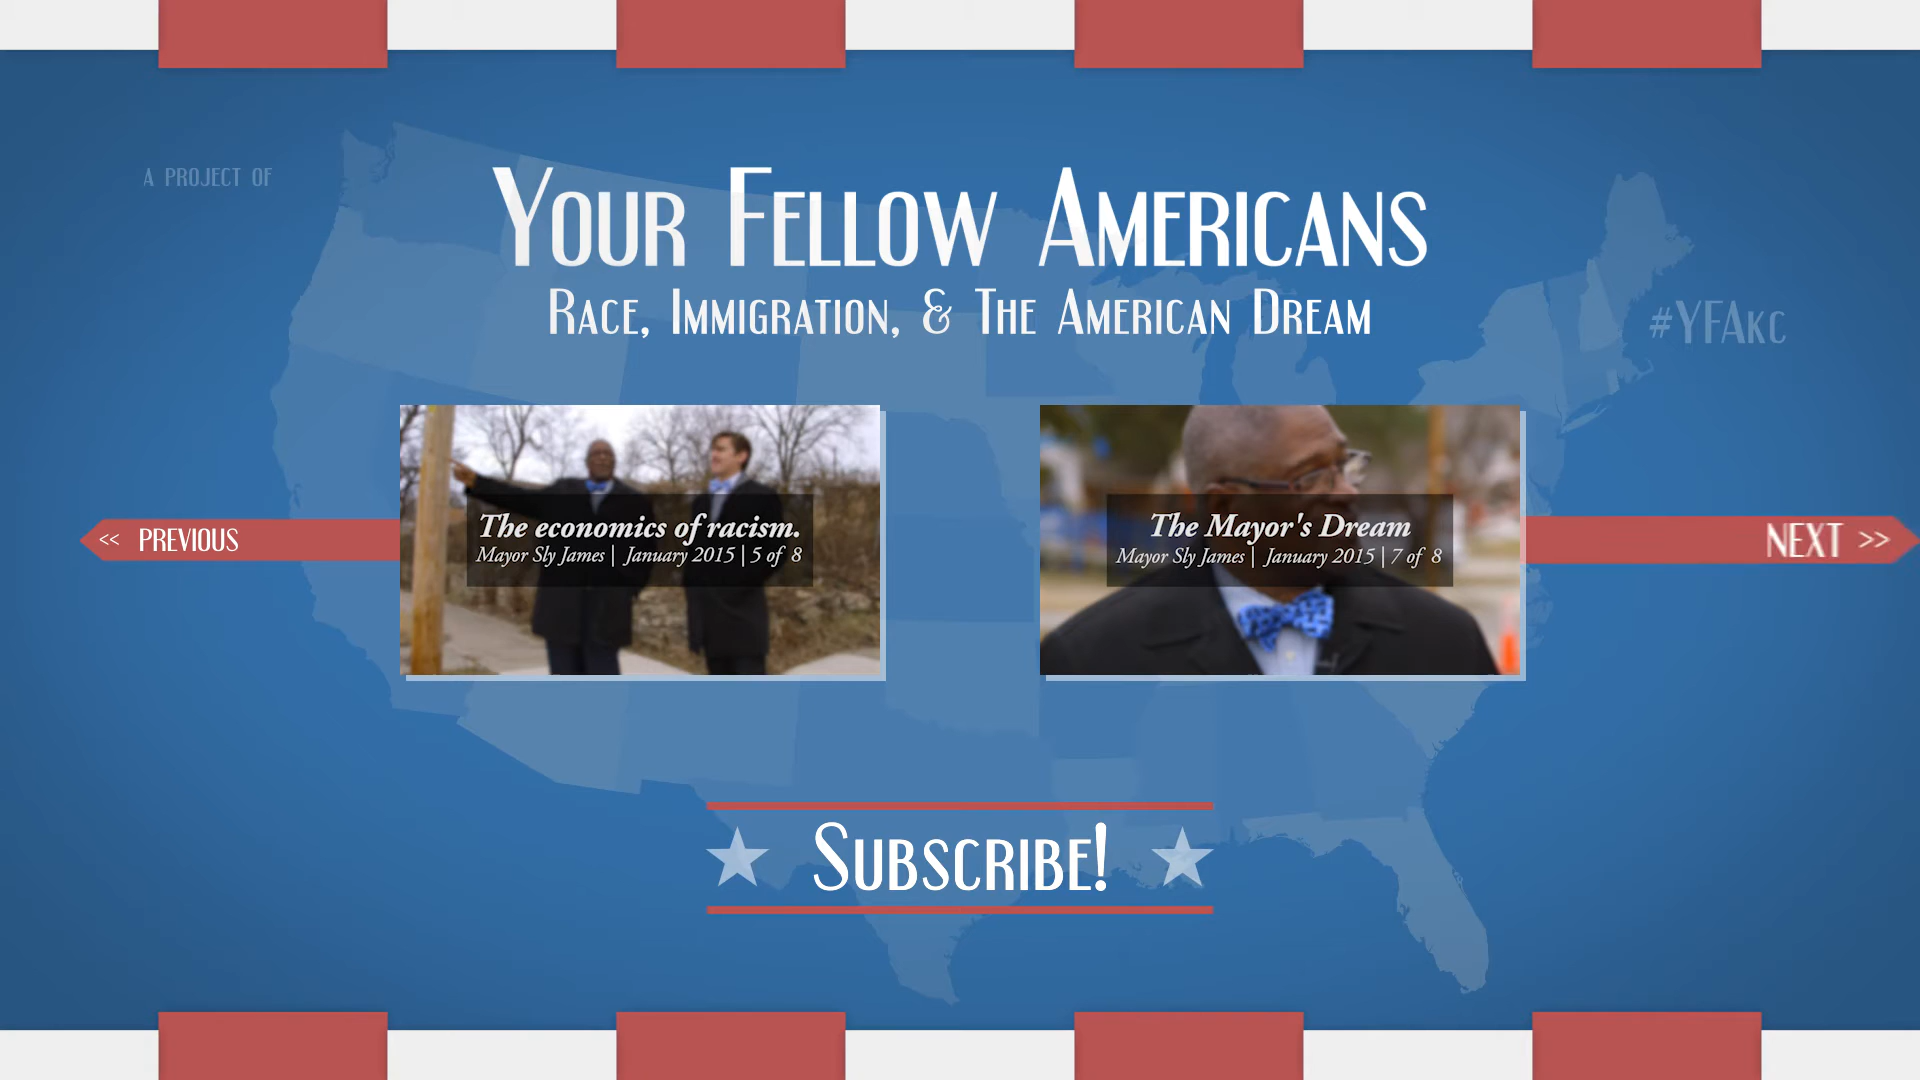 A PROJECT OF
YOUR FELLOW AMERICANS
RACE, IMMIGRATION, & THE AMERICAN DREAM
#YFAKC
<< PREVIOUS
The economics of racism.
Mayor Sly James | January 2015 | 5 of 8
The Mayor's Dream
Mayor Sly James | January 2015 | 7 of 8
NEXT >>
SUBSCRIBE!